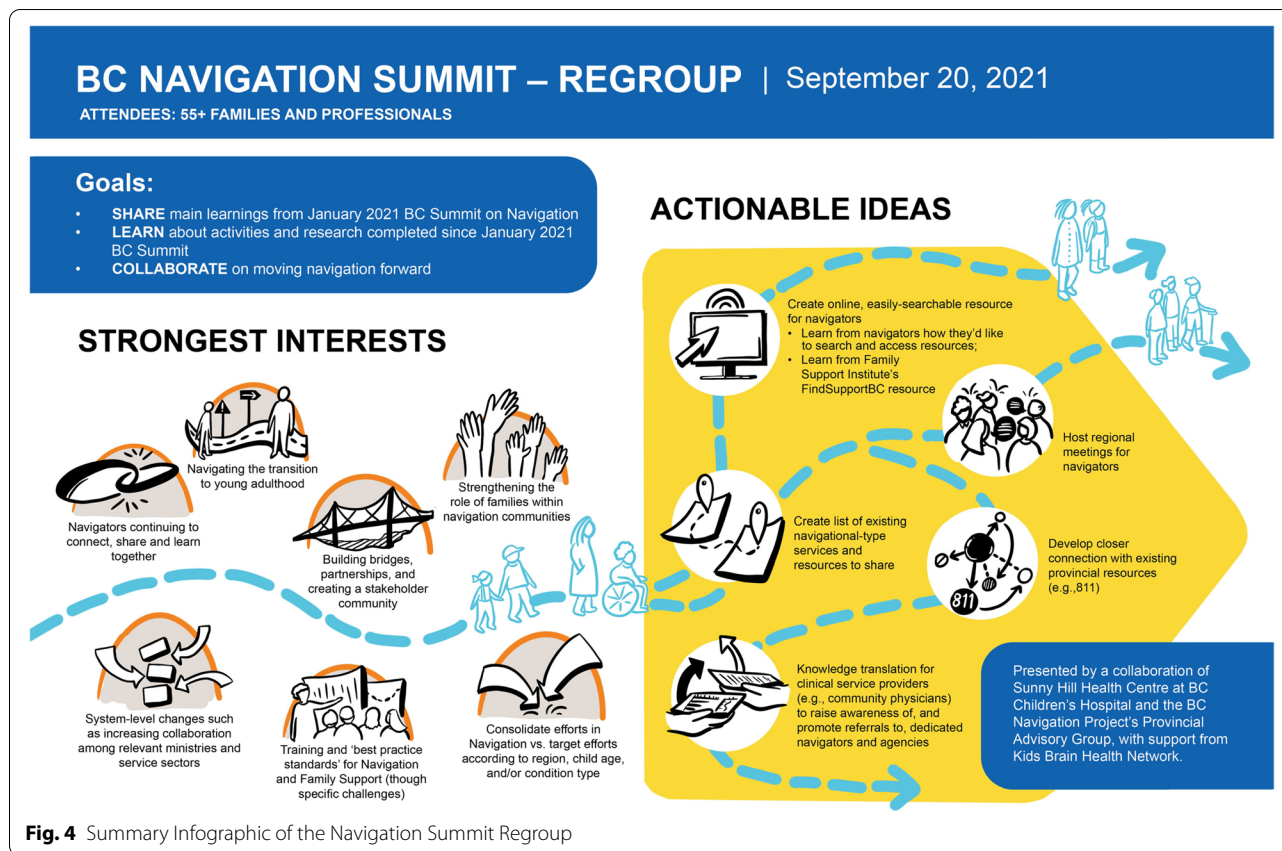 BC NAVIGATION SUMMIT – REGROUP | September 20, 2021
ATTENDEES: 55+ FAMILIES AND PROFESSIONALS
Goals:
• SHARE main learnings from January 2021 BC Summit on Navigation
• LEARN about activities and research completed since January 2021
BC Summit
• COLLABORATE on moving navigation forward
STRONGEST INTERESTS
Navigators continuing to
connect, share and learn
together
Navigating the transition
to young adulthood
Building bridges,
partnerships, and
creating a stakeholder
community
Strengthening the
role of families within
navigation communities
System-level changes such
as increasing collaboration
among relevant ministries and
service sectors
Training and ‘best practice
standards’ for Navigation
and Family Support (though
specific challenges)
Consolidate efforts in
Navigation vs. target efforts
according to region, child age,
and/or condition type
ACTIONABLE IDEAS
Create online, easily-searchable resource
for navigators
• Learn from navigators how they’d like
to search and access resources;
• Learn from Family
Support Institute’s
FindSupportBC resource
Host regional
meetings for
navigators
Create list of existing
navigational-type
services and
resources to share
Develop closer
connection with existing
provincial resources
(e.g.,811)
811
Knowledge translation for
clinical service providers
(e.g., community physicians)
to raise awareness of, and
promote referrals to, dedicated
navigators and agencies
Presented by a collaboration of
Sunny Hill Health Centre at BC
Children’s Hospital and the BC
Navigation Project’s Provincial
Advisory Group, with support from
Kids Brain Health Network.
Fig. 4 Summary Infographic of the Navigation Summit Regroup